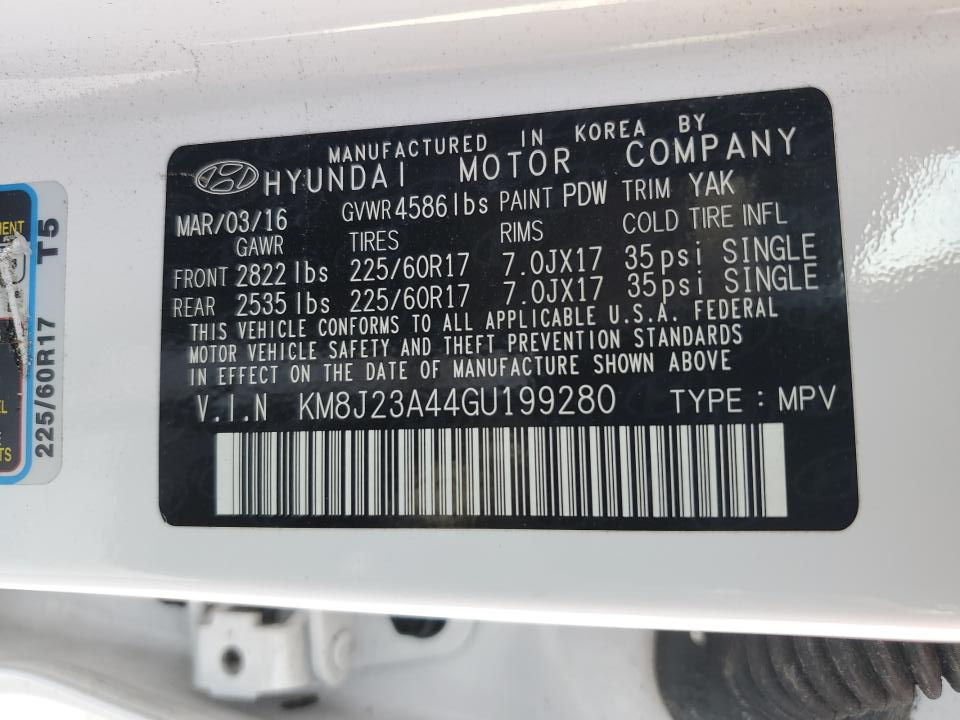 MANUFACTURED IN KOREA BY
HYUNDAI MOTOR COMPANY
MAR/03/16 GVWR 4586lbs PAINT PDW TRIM YAK
GAWR TIRES RIMS COLD TIRE INFL
FRONT 2822 lbs 225/60R17 7.0JX17 35psi SINGLE
REAR 2535 lbs 225/60R17 7.0JX17 35psi SINGLE
THIS VEHICLE CONFORMS TO ALL APPLICABLE U.S.A. FEDERAL
MOTOR VEHICLE SAFETY AND THEFT PREVENTION STANDARDS
IN EFFECT ON THE DATE OF MANUFACTURE SHOWN ABOVE
V.I.N KM8J23A44GU199280 TYPE : MPV
225/60R17 T5